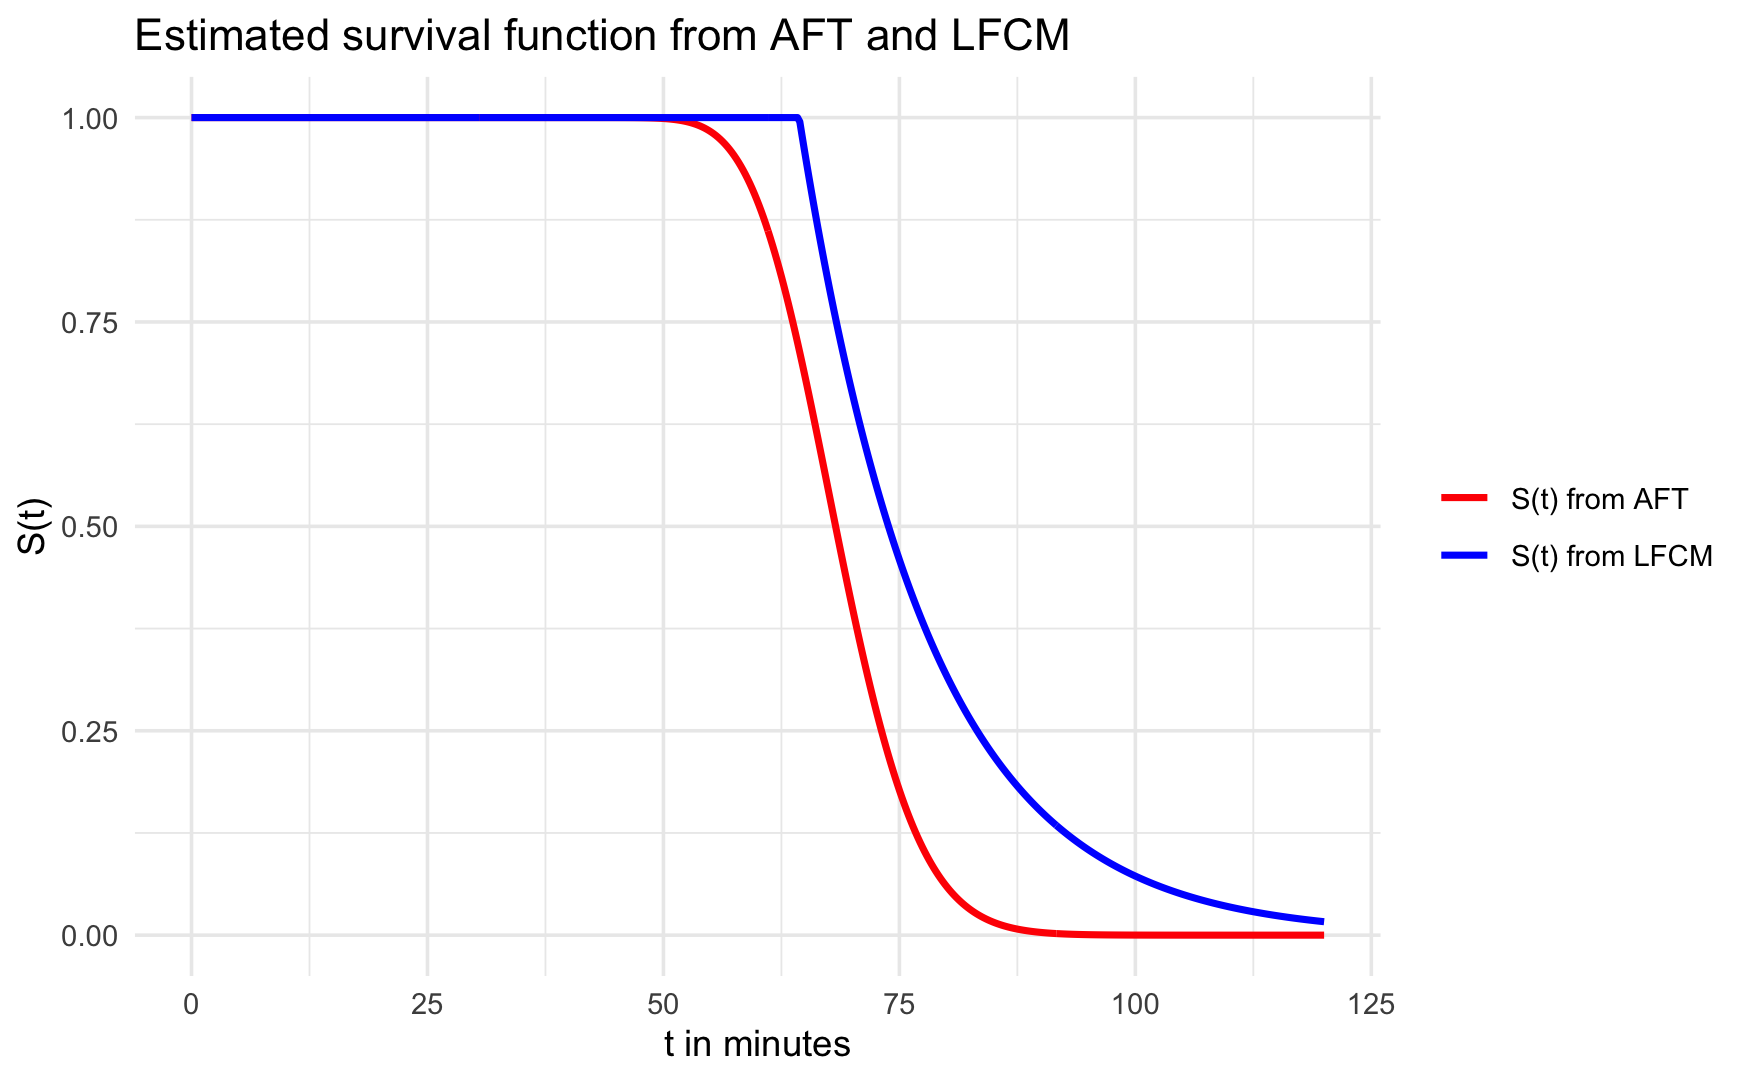 Estimated survival function from AFT and LFCM
S(t)
1.00
0.75
0.50
0.25
0.00
0 25 50 75 100 125
t in minutes
S(t) from AFT
S(t) from LFCM